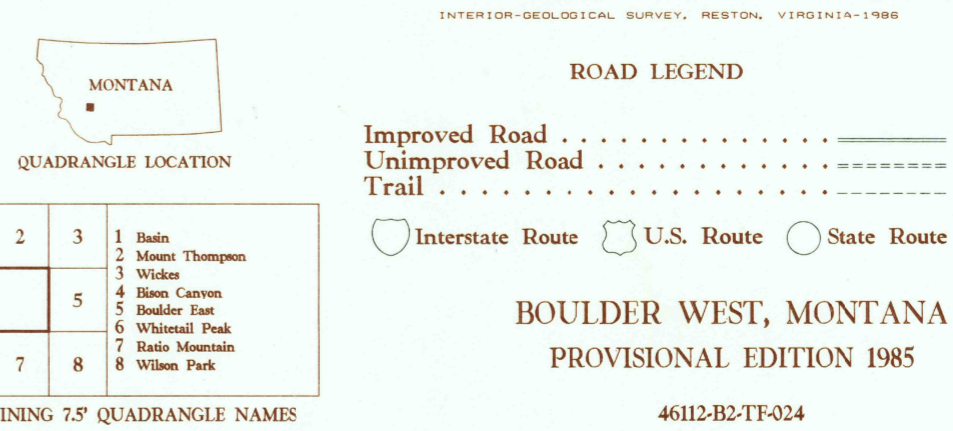 INTERIOR-GEOLOGICAL SURVEY, RESTON, VIRGINIA-1986
MONTANA
QUADRANGLE LOCATION
ROAD LEGEND
Improved Road
Unimproved Road
Trail
Interstate Route U.S. Route State Route
2 3
5
7 8
1 Basin
2 Mount Thompson
3 Wickes
4 Bison Canyon
5 Boulder East
6 Whitetail Peak
7 Ratio Mountain
8 Wilson Park
INING 7.5' QUADRANGLE NAMES
BOULDER WEST, MONTANA
PROVISIONAL EDITION 1985
46112-B2-TF-024